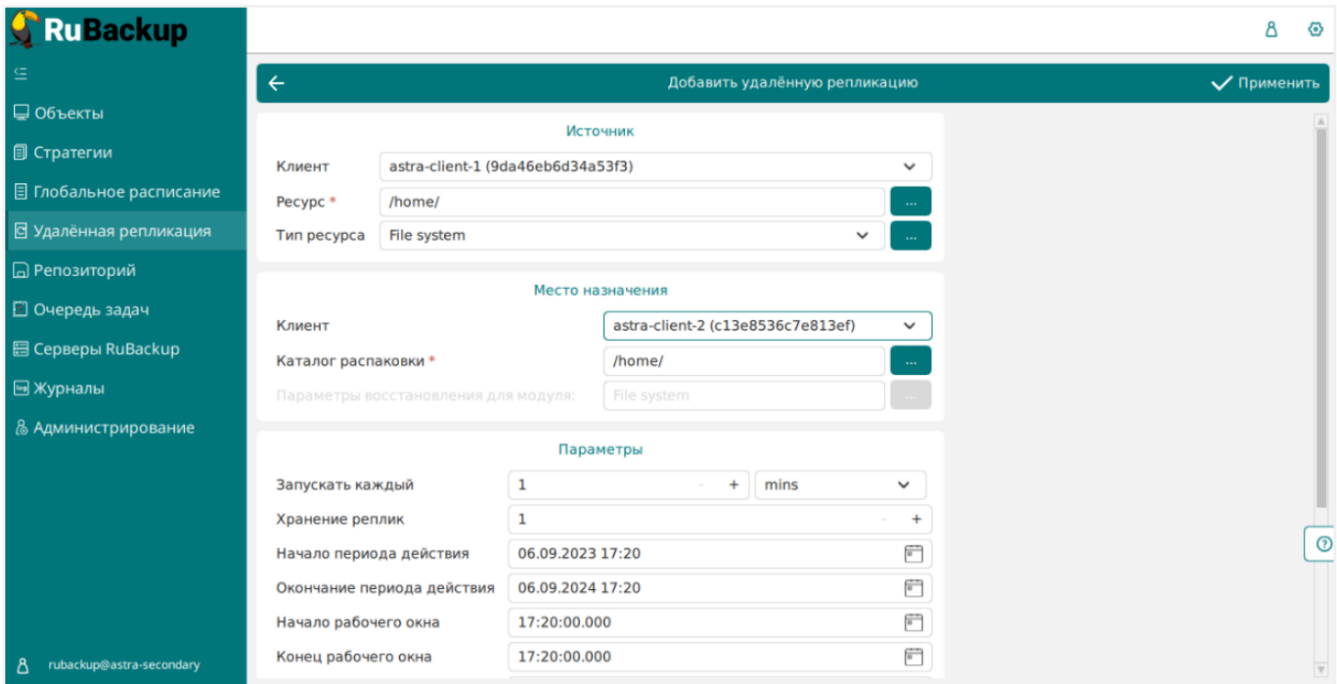 RuBackup
Объекты
Стратегии
Глобальное расписание
Удалённая репликация
Репозиторий
Очередь задач
Серверы RuBackup
Журналы
Администрирование
rubackup@astra-secondary
Добавить удалённую репликацию
Применить
Источник
Клиент astra-client-1 (9da46eb6d34a53f3)
Ресурс * /home/ ...
Тип ресурса File system ...
Место назначения
Клиент astra-client-2 (c13e8536c7e813ef)
Каталог распаковки * /home/ ...
Параметры восстановления для модуля: File system ...
Параметры
Запускать каждый 1 - + mins
Хранение реплик 1 - +
Начало периода действия 06.09.2023 17:20
Окончание периода действия 06.09.2024 17:20
Начало рабочего окна 17:20:00.000
Конец рабочего окна 17:20:00.000